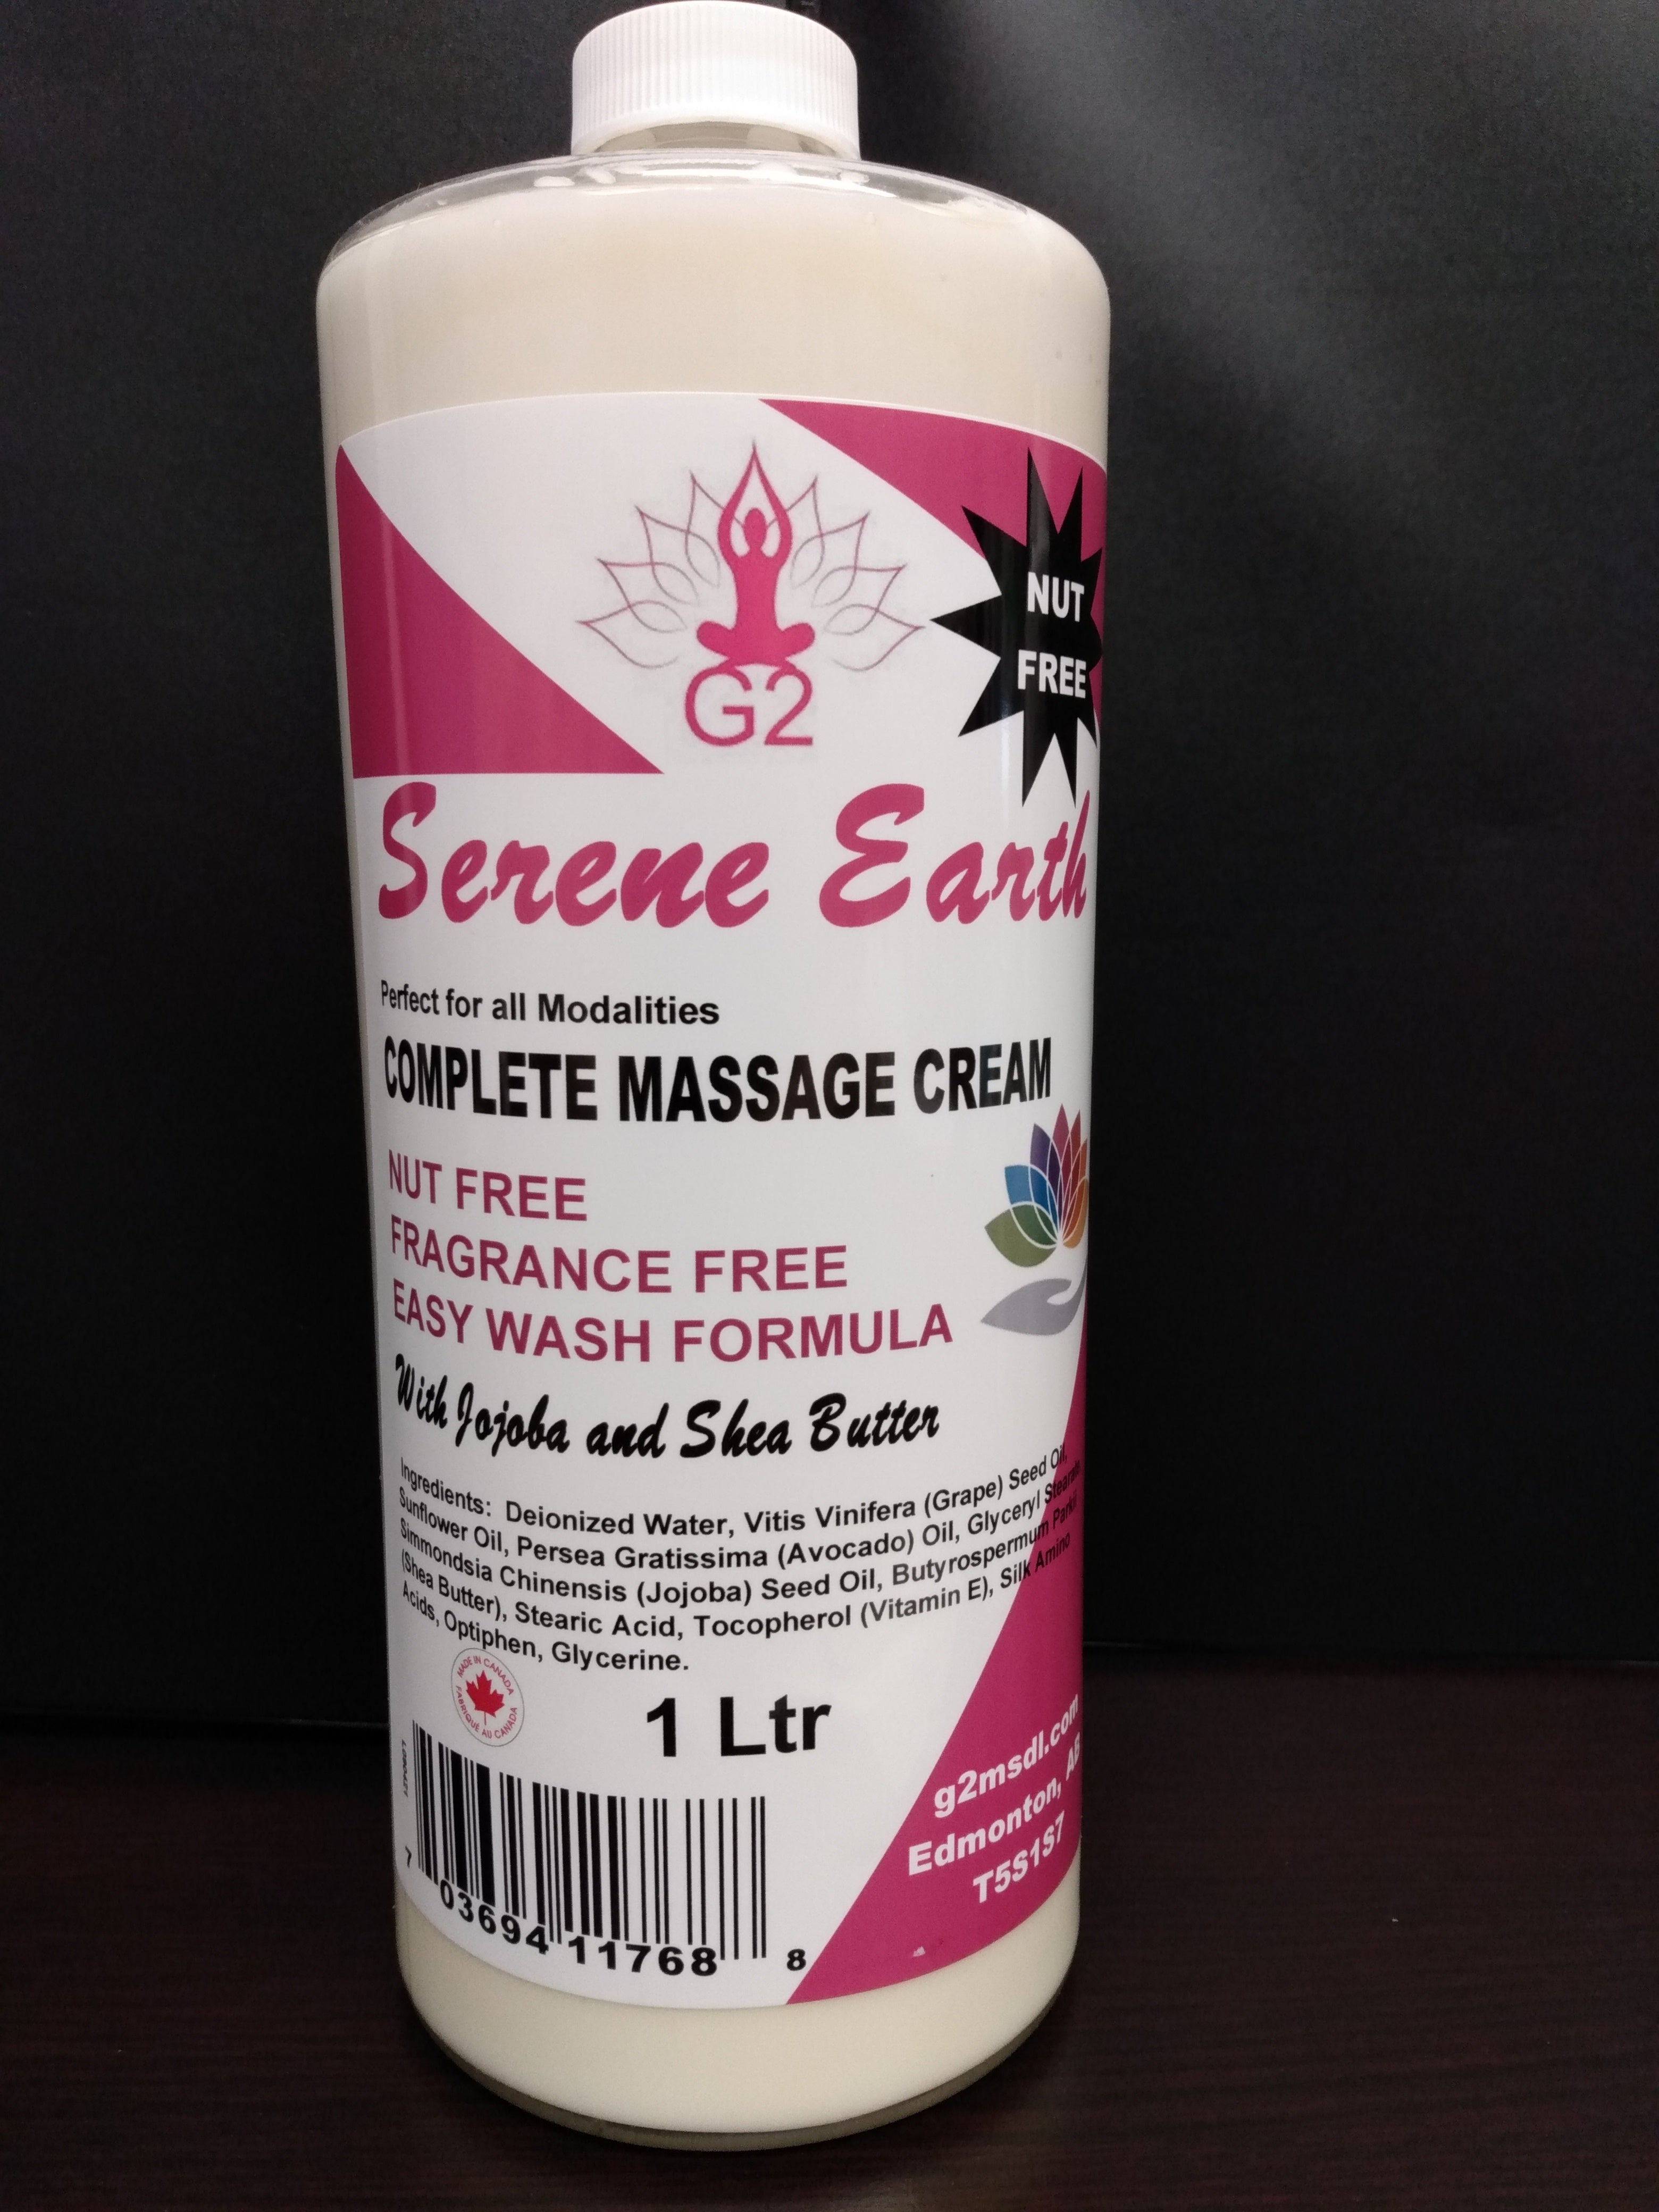 G2
NUT
FREE
Serene Earth
Perfect for all Modalities
COMPLETE MASSAGE CREAM
NUT FREE
FRAGRANCE FREE
EASY WASH FORMULA
With Jojoba and Shea Butter
Ingredients: Deionized Water, Vitis Vinifera (Grape) Seed Oil,
Sunflower Oil, Persea Gratissima (Avocado) Oil, Glyceryl Stearate
Simmondsia Chinensis (Jojoba) Seed Oil, Butyrospermum Parkii
(Shea Butter), Stearic Acid, Tocopherol (Vitamin E), Silk Amino
Acids, Optiphen, Glycerine.
MADE IN CANADA
FABRIQUÉ AU CANADA
1 Ltr
7 03694 11768 8
g2msdl.com
Edmonton, AB
T5S1S7